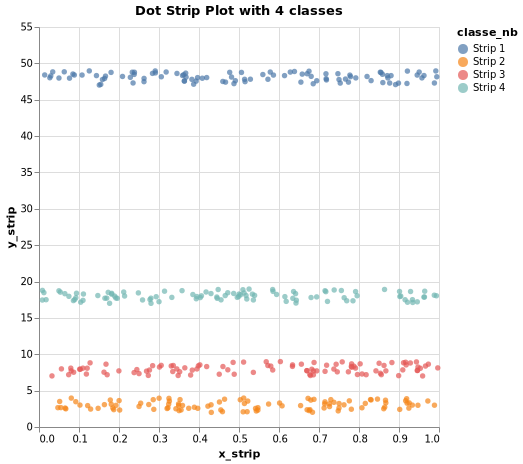 Dot Strip Plot with 4 classes
classe_nb
Strip 1
Strip 2
Strip 3
Strip 4
55
50
45
40
35
30
25
20
15
10
5
0
y_strip
0.0 0.1 0.2 0.3 0.4 0.5 0.6 0.7 0.8 0.9 1.0
x_strip